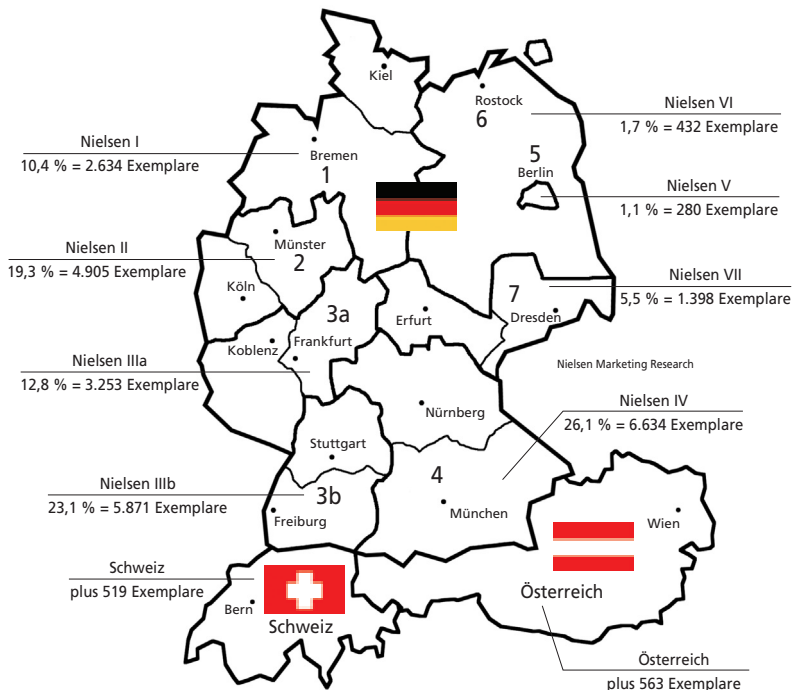 Kiel
Rostock
6
Nielsen VI
1,7 % = 432 Exemplare
Nielsen I
10,4 % = 2.634 Exemplare
Bremen
1
5
Berlin
Nielsen V
1,1 % = 280 Exemplare
Nielsen II
19,3 % = 4.905 Exemplare
Münster
2
Köln
Nielsen VII
5,5 % = 1.398 Exemplare
7
Dresden
3a
Erfurt
Koblenz
Frankfurt
Nielsen IIIa
12,8 % = 3.253 Exemplare
Nielsen Marketing Research
Nürnberg
Nielsen IV
26,1 % = 6.634 Exemplare
Stuttgart
Nielsen IIIb
23,1 % = 5.871 Exemplare
3b
Freiburg
4
München
Wien
Schweiz
plus 519 Exemplare
Bern
Schweiz
Österreich
Österreich
plus 563 Exemplare